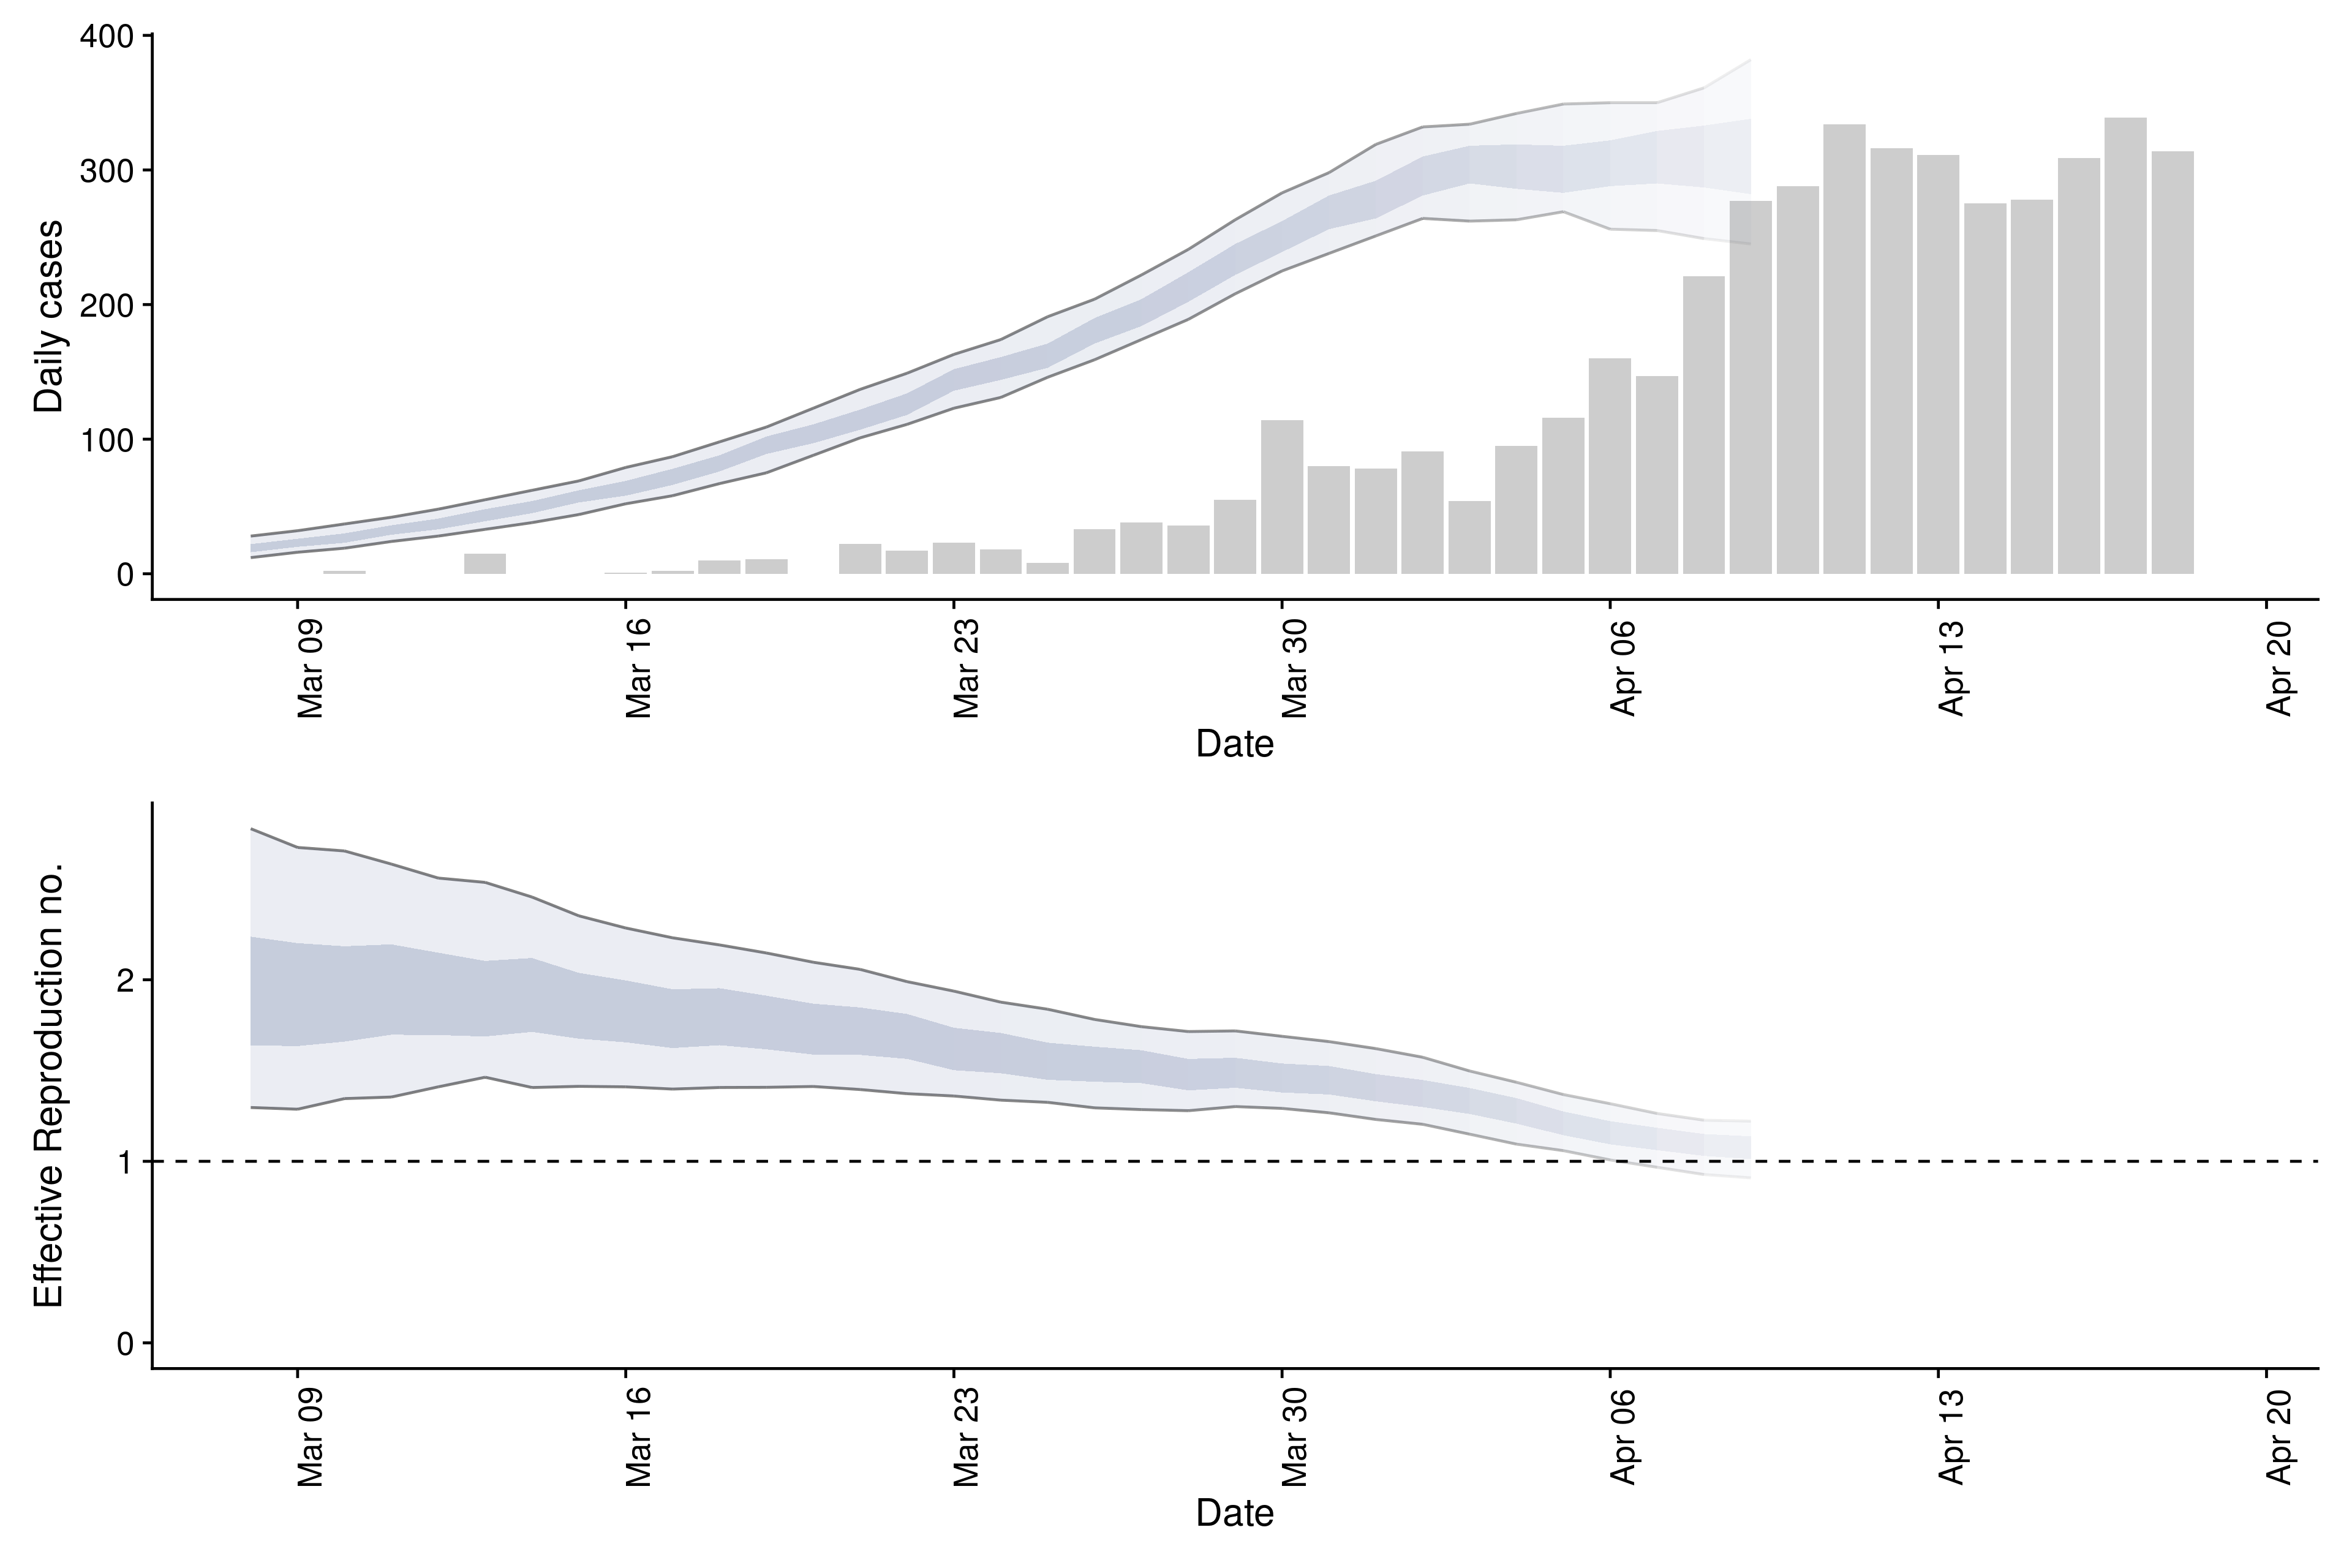 400
300
200
100
0
Daily cases
Mar 09
Mar 16
Mar 23
Mar 30
Apr 06
Apr 13
Apr 20
Date
2
1
0
Effective Reproduction no.
Mar 09
Mar 16
Mar 23
Mar 30
Apr 06
Apr 13
Apr 20
Date